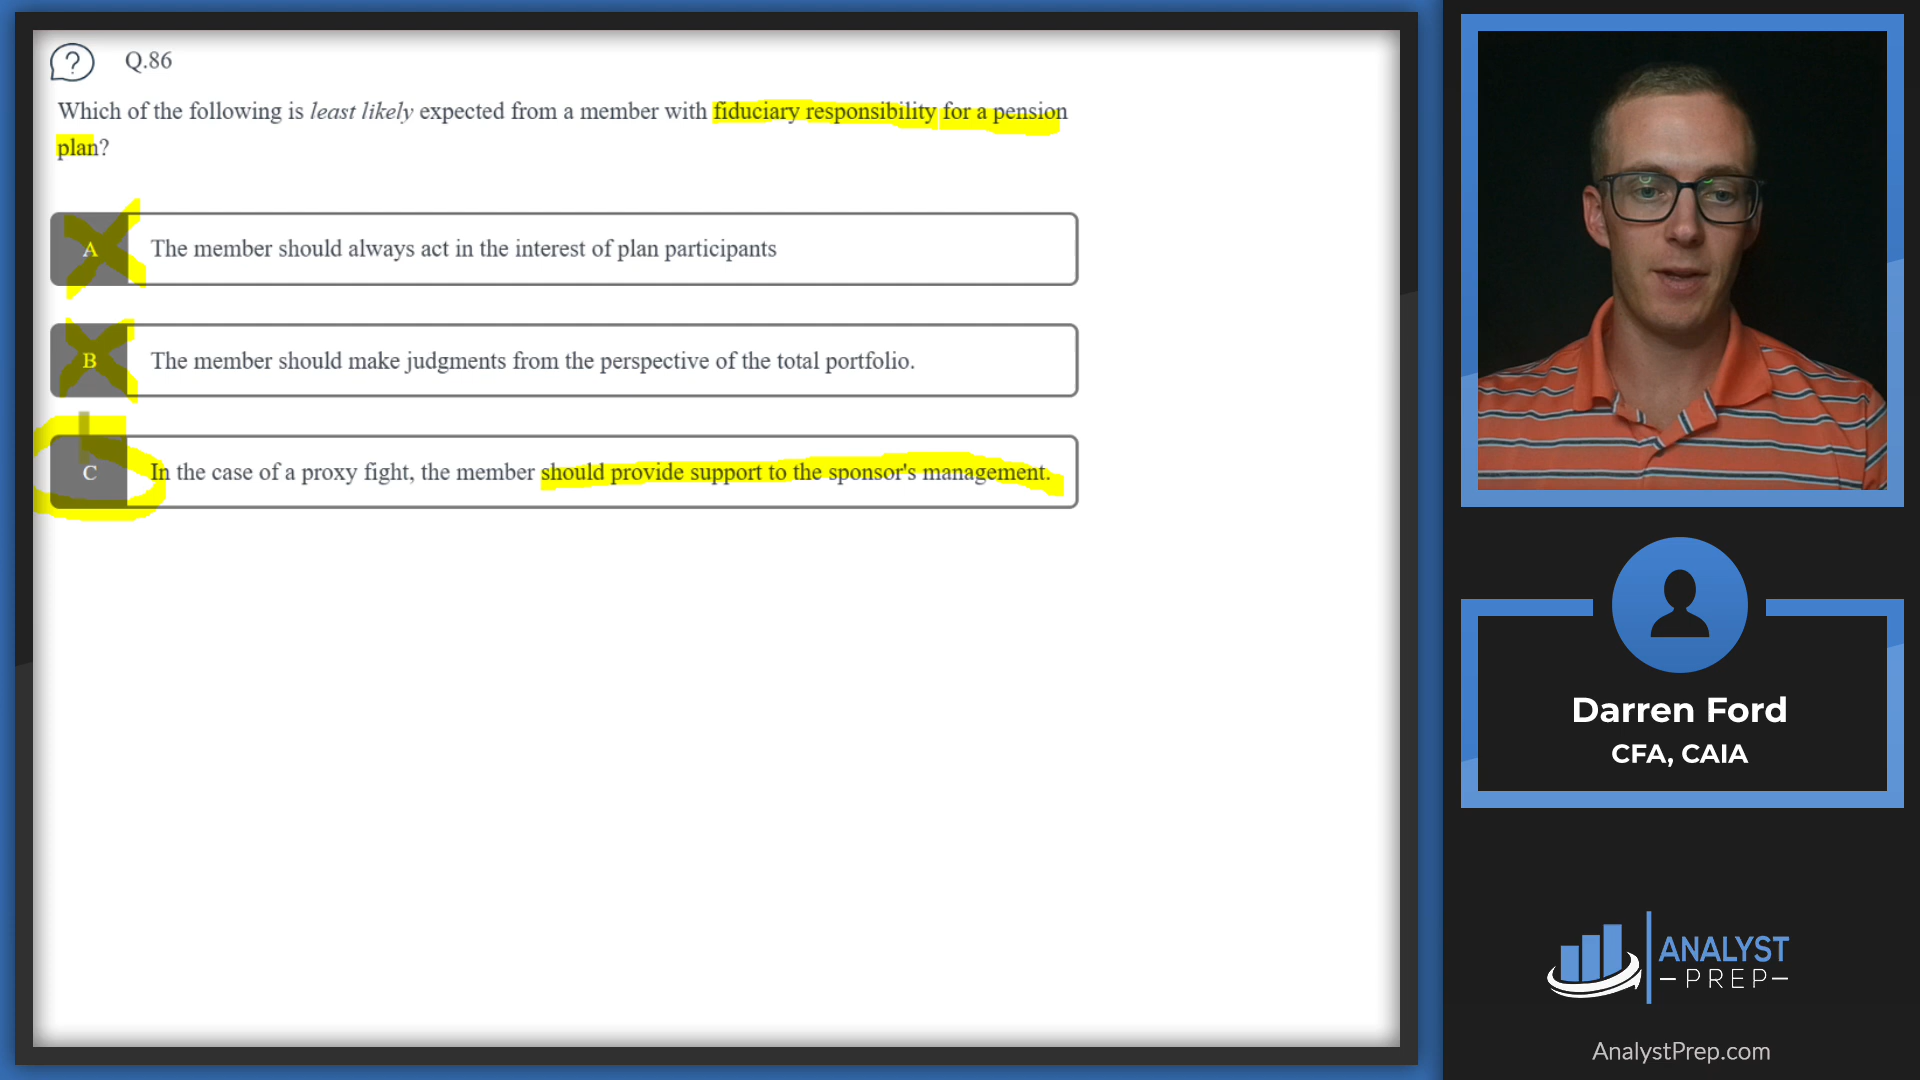 ?
Q.86
Which of the following is least likely expected from a member with fiduciary responsibility for a pension
plan?
A
The member should always act in the interest of plan participants
B
The member should make judgments from the perspective of the total portfolio.
C
In the case of a proxy fight, the member should provide support to the sponsor's management.
Darren Ford
CFA, CAIA
ANALYST
PREP
AnalystPrep.com